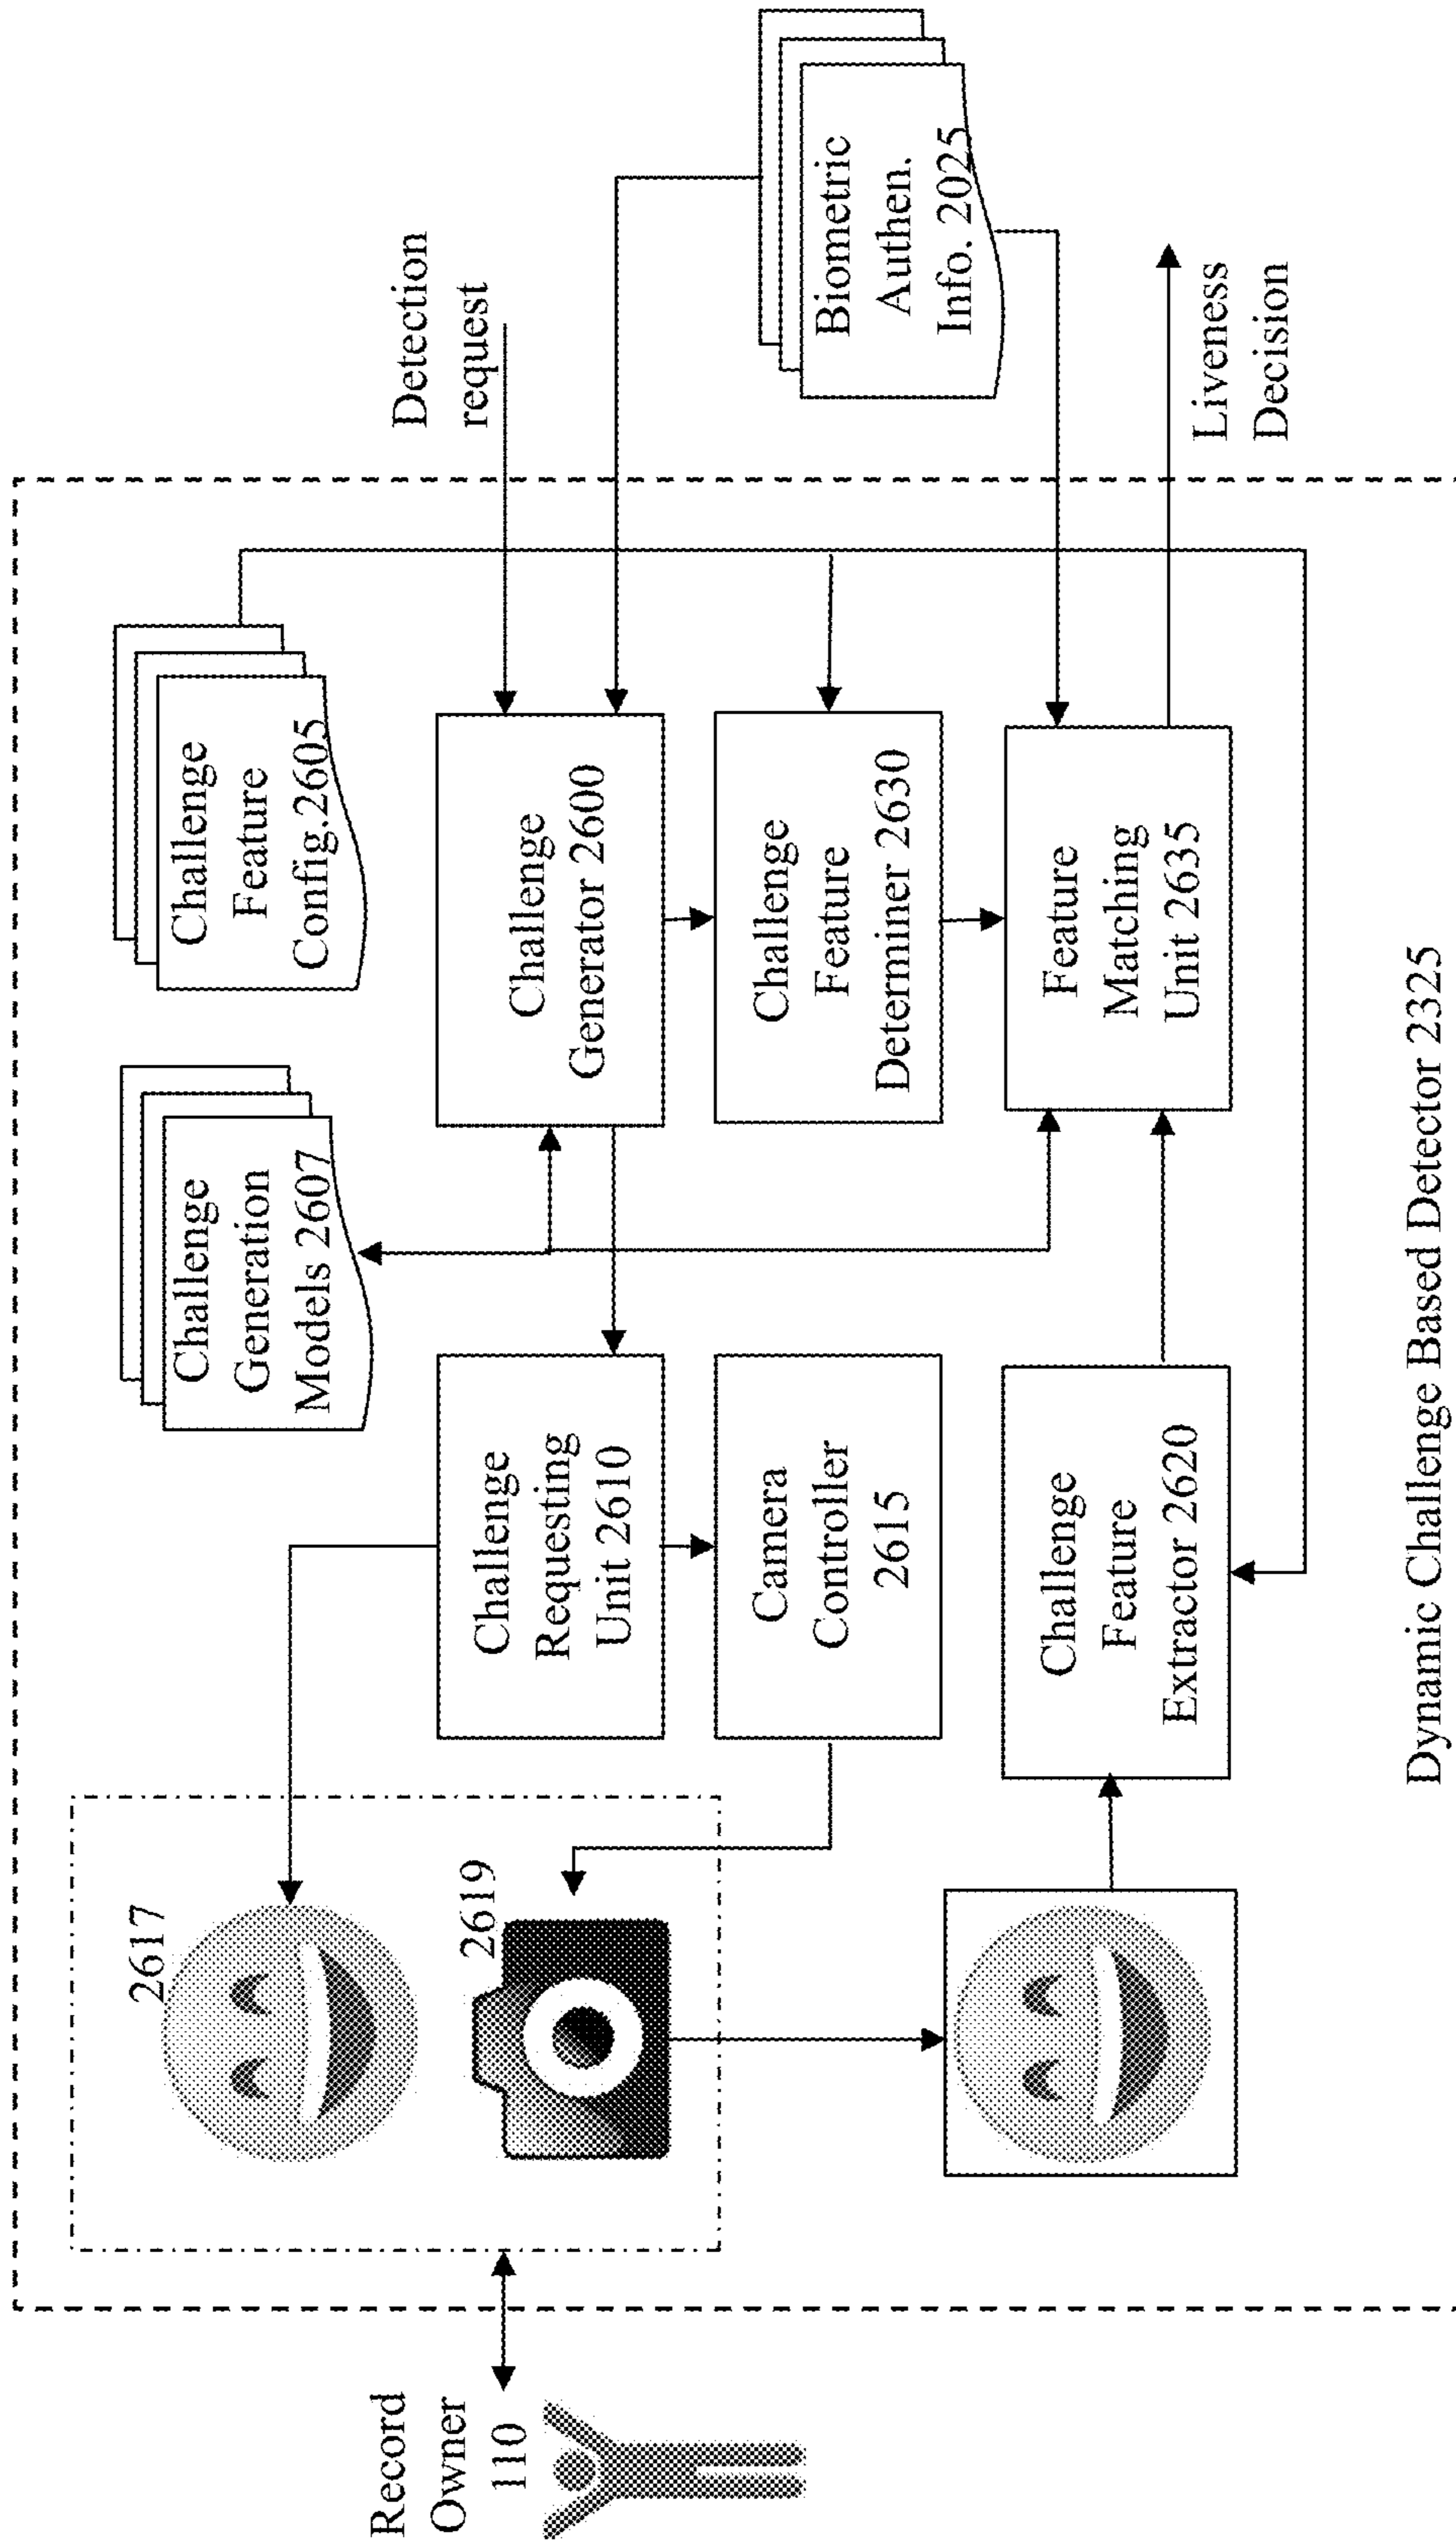 Record
Owner
110
2617
2619
Challenge
Requesting
Unit 2610
Camera
Controller
2615
Challenge
Feature
Extractor 2620
Challenge
Generation
Models 2607
Challenge
Feature
Config.2605
Challenge
Generator 2600
Challenge
Feature
Determiner 2630
Feature
Matching
Unit 2635
Detection
request
Biometric
Authen.
Info. 2025
Liveness
Decision
Dynamic Challenge Based Detector 2325